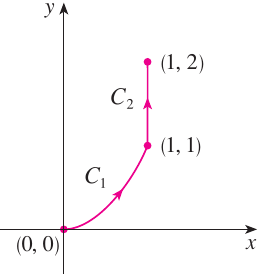 y
(1, 2)
C₂
(1, 1)
C₁
(0, 0)
x